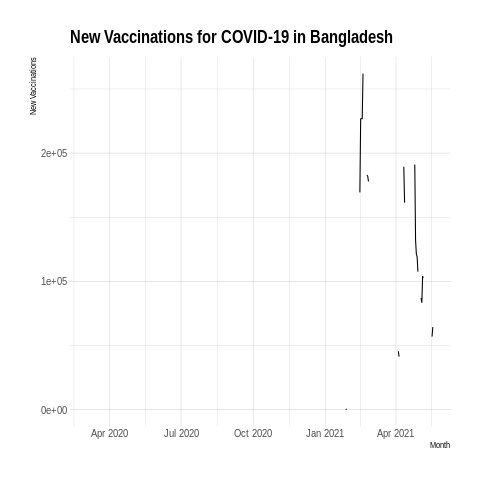 New Vaccinations for COVID-19 in Bangladesh
New Vaccinations
2e+05
1e+05
0e+00
Apr 2020
Jul 2020
Oct 2020
Jan 2021
Apr 2021
Month